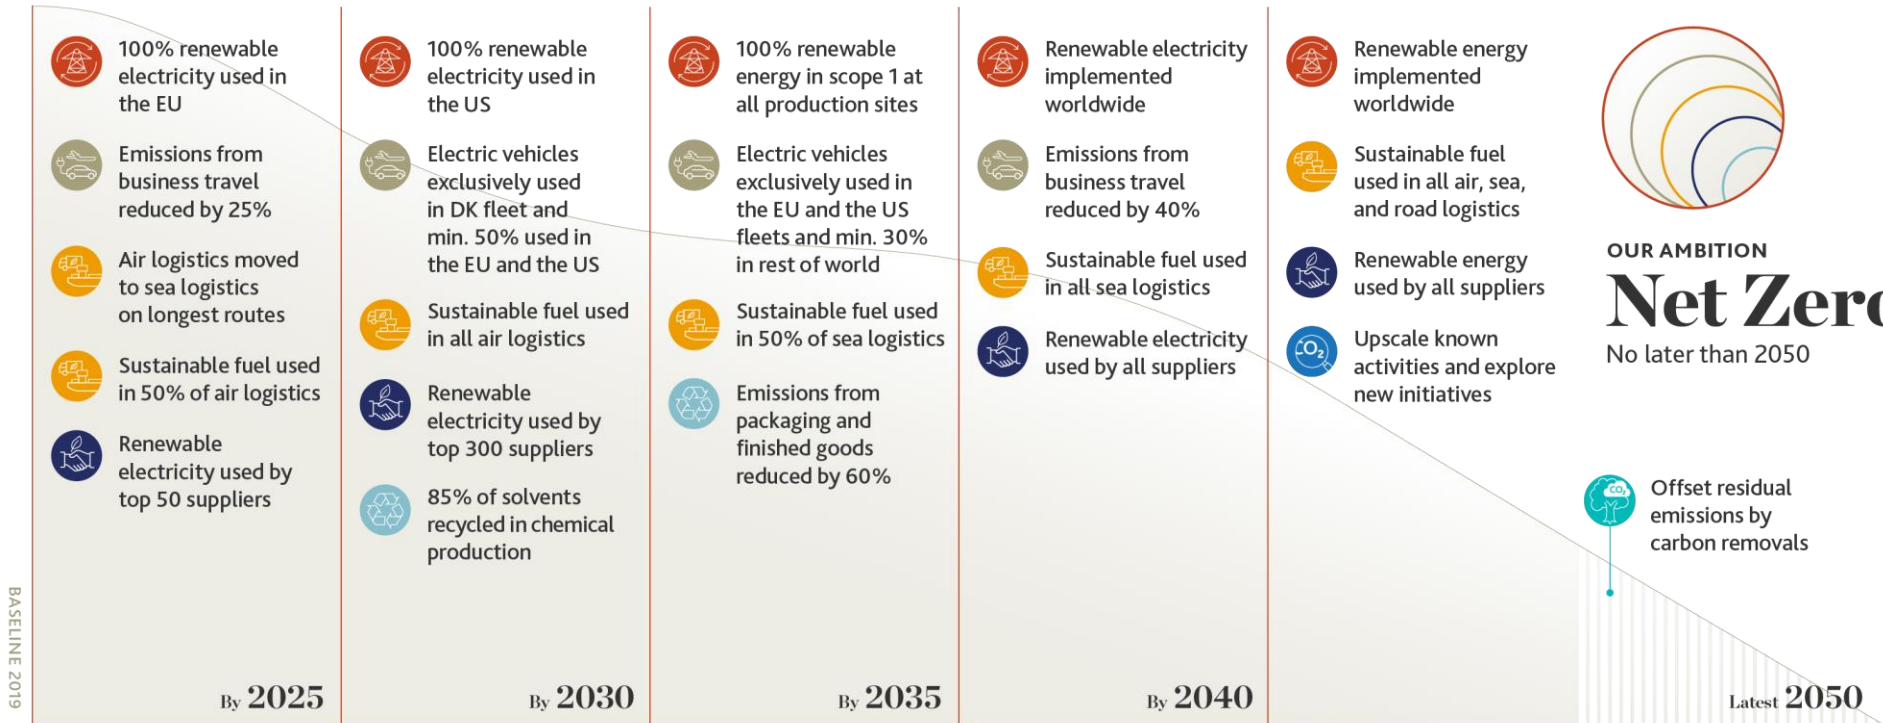 100% renewable
electricity used in
the EU
Emissions from
business travel
reduced by 25%
Air logistics moved
to sea logistics
on longest routes
Sustainable fuel used
in 50% of air logistics
Renewable
electricity used by
top 50 suppliers
BASELINE 2019
By 2025
100% renewable
electricity used in
the US
Electric vehicles
exclusively used
in DK fleet and
min. 50% used in
the EU and the US
Sustainable fuel used
in all air logistics
Renewable
electricity used by
top 300 suppliers
85% of solvents
recycled in chemical
production
By 2030
100% renewable
energy in scope 1 at
all production sites
Electric vehicles
exclusively used in
the EU and the US
fleets and min. 30%
in rest of world
Sustainable fuel used
in 50% of sea logistics
Emissions from
packaging and
finished goods
reduced by 60%
By 2035
Renewable electricity
implemented
worldwide
Emissions from
business travel
reduced by 40%
Sustainable fuel used
in all sea logistics
Renewable electricity
used by all suppliers
By 2040
Renewable energy
implemented
worldwide
Sustainable fuel
used in all air, sea,
and road logistics
Renewable energy
used by all suppliers
CO₂
Upscale known
activities and explore
new initiatives
OUR AMBITION
Net Zero
No later than 2050
CO₂
Offset residual
emissions by
carbon removals
Latest 2050